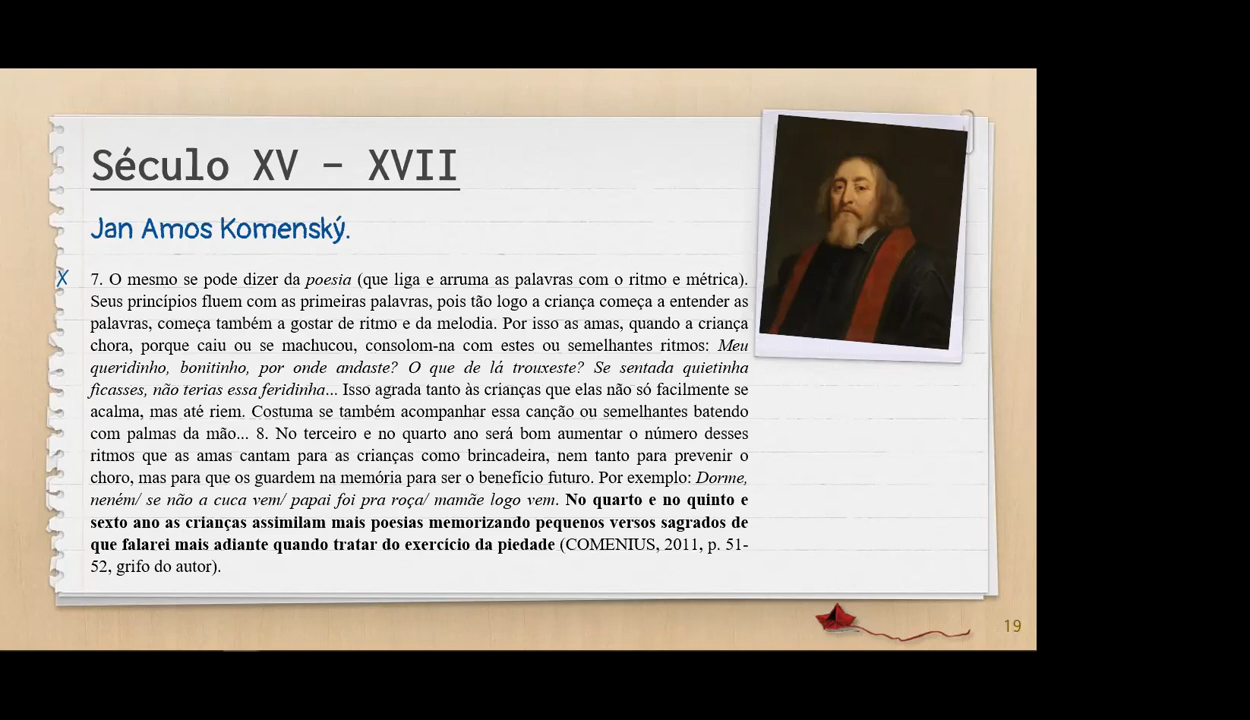 Século XV – XVII
Jan Amos Komenský.
X 7. O mesmo se pode dizer da poesia (que liga e arruma as palavras com o ritmo e métrica).
Seus princípios fluem com as primeiras palavras, pois tão logo a criança começa a entender as
palavras, começa também a gostar de ritmo e da melodia. Por isso as amas, quando a criança
chora, porque caiu ou se machucou, consolom-na com estes ou semelhantes ritmos: Meu
queridinho, bonitinho, por onde andaste? O que de lá trouxeste? Se sentada quietinha
ficasses, não terias essa feridinha... Isso agrada tanto às crianças que elas não só facilmente se
acalma, mas até riem. Costuma se também acompanhar essa canção ou semelhantes batendo
com palmas da mão... 8. No terceiro e no quarto ano será bom aumentar o número desses
ritmos que as amas cantam para as crianças como brincadeira, nem tanto para prevenir o
choro, mas para que os guardem na memória para ser o benefício futuro. Por exemplo: Dorme,
neném/ se não a cuca vem/ papai foi pra roça/ mamãe logo vem. No quarto e no quinto e
sexto ano as crianças assimilam mais poesias memorizando pequenos versos sagrados de
que falarei mais adiante quando tratar do exercício da piedade (COMENIUS, 2011, p. 51-
52, grifo do autor).
19